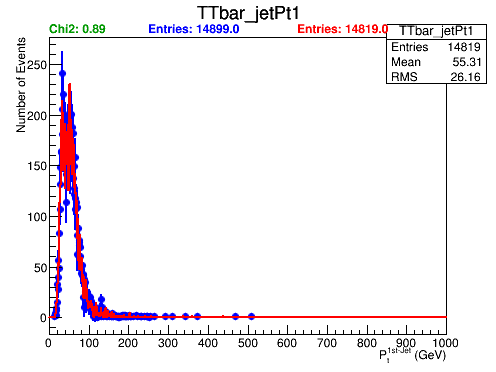 TTbar_jetPt1
Chi2: 0.89 Entries: 14899.0 Entries: 14819.0
TTbar_jetPt1
Entries 14819
Mean 55.31
RMS 26.16
Number of Events
250
200
150
100
50
0
0 100 200 300 400 500 600 700 800 900 1000
P_t^1st-Jet (GeV)